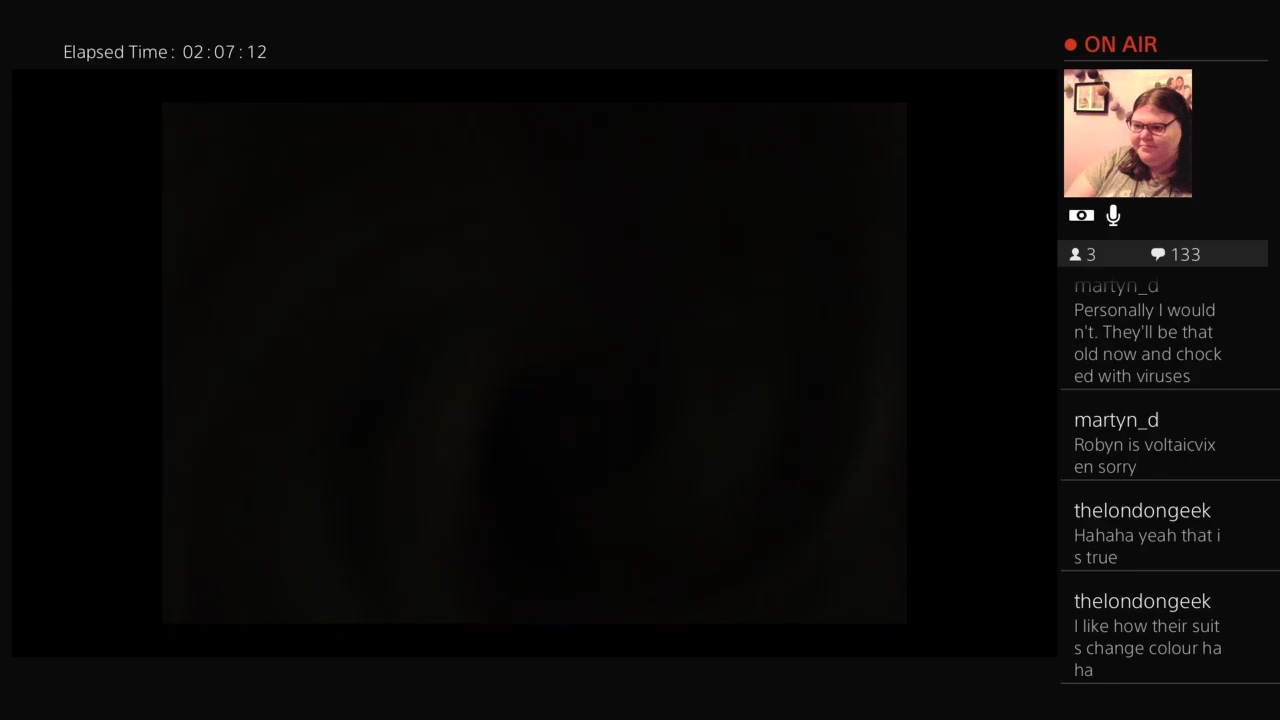 Elapsed Time: 02:07:12
ON AIR
3
133
martyn_d
Personally I would
n't. They'll be that
old now and chock
ed with viruses
martyn_d
Robyn is voltaicvix
en sorry
thelondongeek
Hahaha yeah that i
s true
thelondongeek
I like how their suit
s change colour ha
ha